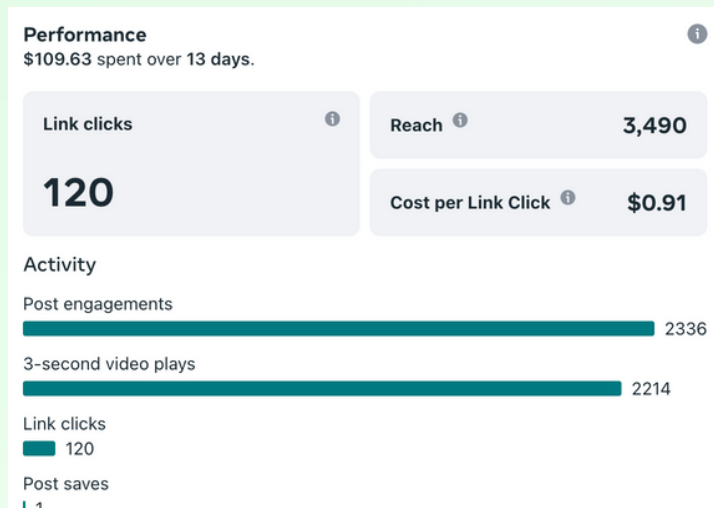 Performance
$109.63 spent over 13 days.
Link clicks
120
Reach
3,490
Cost per Link Click
$0.91
Activity
Post engagements
2336
3-second video plays
2214
Link clicks
120
Post saves
1